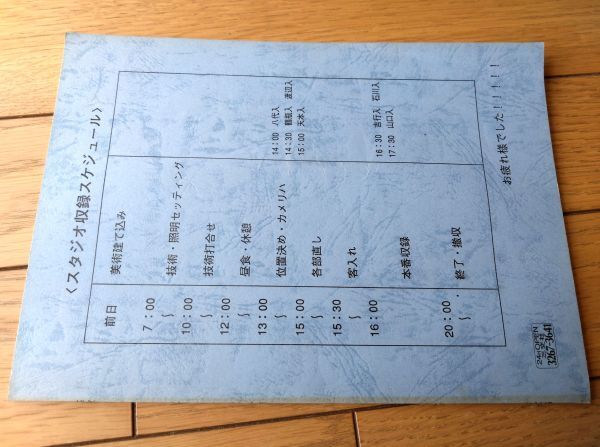 ＜スタジオ収録スケジュール＞
前日 美術建て込み
7：00
〜 技術・照明セッティング
10：00
〜 技術打合せ
12：00
〜 昼食・休憩
13：00
〜 位置決め・カメリハ
14：00 八代入
14：30 鶴瓶入 渡辺入
15：00 天本入
15：00
〜 各部直し
15：30
〜 客入れ
16：00
〜 本番収録
16：30 吉行入 石川入
17：30 山口入
20：00
〜 終了・撤収
お疲れ様でした！！！！！
24hrOPEN
3267-3641